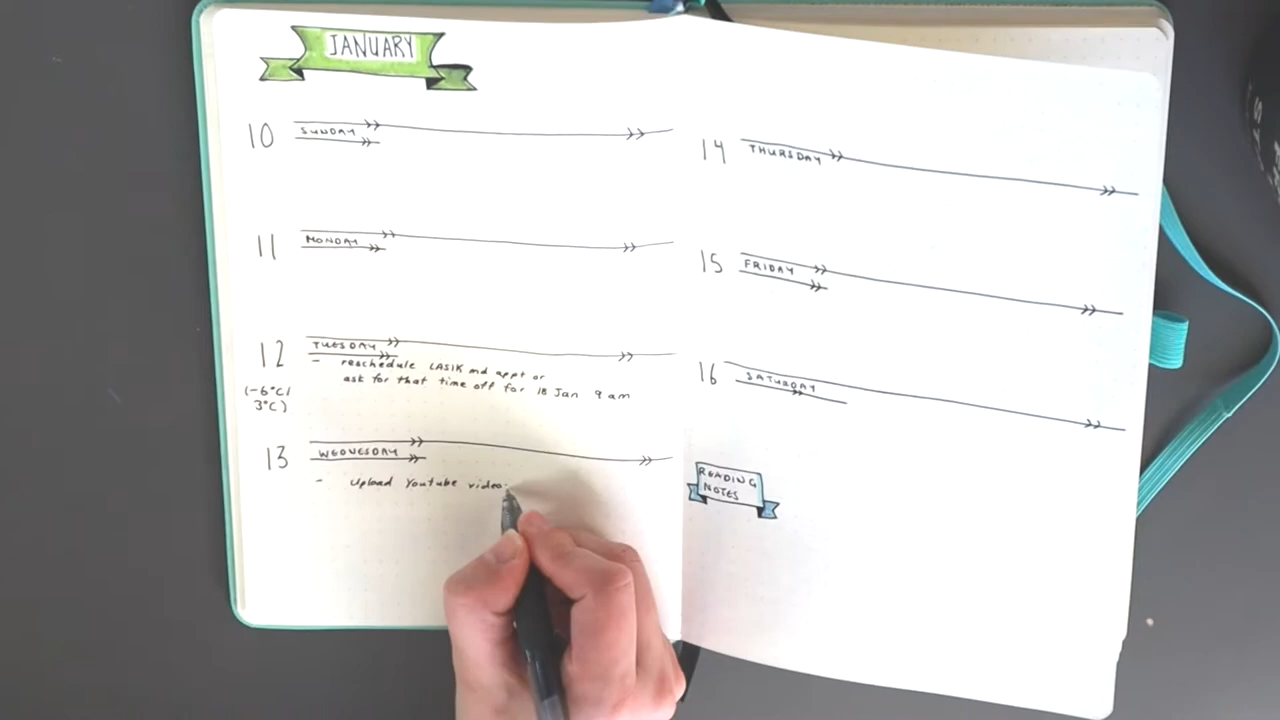 JANUARY
10 SUNDAY
11 MONDAY
12 TUESDAY
- reschedule LASIK md appt or
ask for that time off for 18 Jan 9 am
(-6°C/
3°C)
13 WEDNESDAY
- Upload Youtube video
14 THURSDAY
15 FRIDAY
16 SATURDAY
READING
NOTES